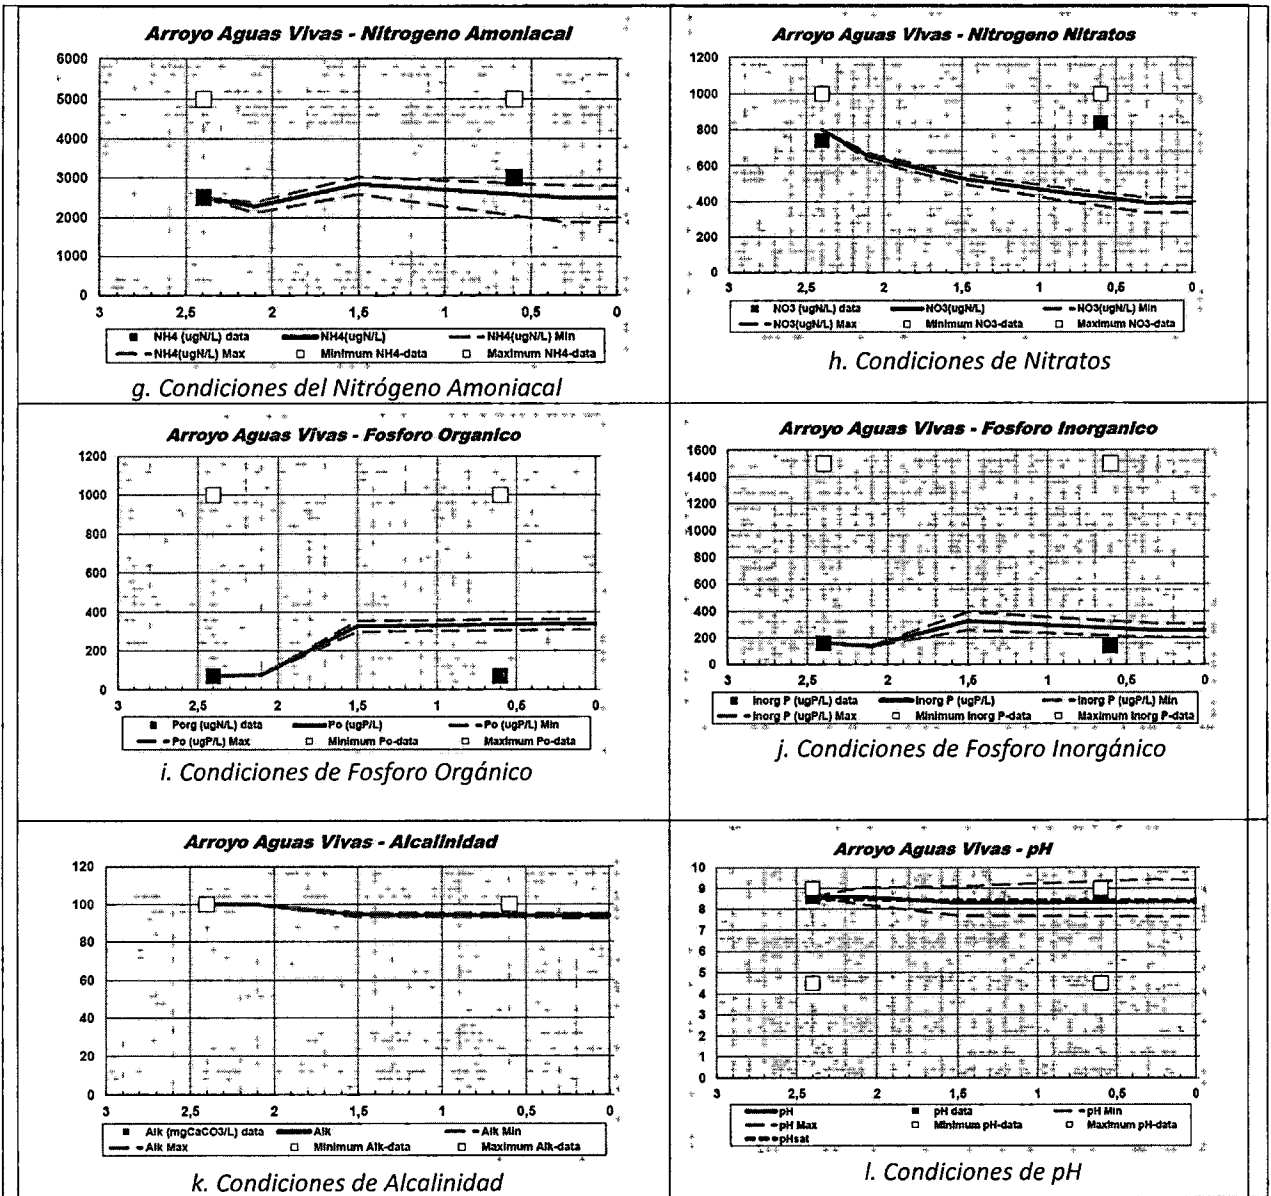 Arroyo Aguas Vivas - Nitrogeno Amoniacal
6000
5000
4000
3000
2000
1000
0
3 2,5 2 1,5 1 0,5 0
NH4 (ugN/L) data NH4(ugN/L) NH4(ugN/L) Min
NH4(ugN/L) Max Minimum NH4-data Maximum NH4-data
g. Condiciones del Nitrógeno Amoniacal
Arroyo Aguas Vivas - Nitrogeno Nitratos
1200
1000
800
600
400
200
0
3 2,5 2 1,5 1 0,5 0
NO3 (ugN/L) data NO3(ugN/L) NO3(ugN/L) Min
NO3(ugN/L) Max Minimum NO3-data Maximum NO3-data
h. Condiciones de Nitratos
Arroyo Aguas Vivas - Fosforo Organico
1200
1000
800
600
400
200
0
3 2,5 2 1,5 1 0,5 0
Porg (ugN/L) data Po (ugP/L) Po (ugP/L) Min
Po (ugP/L) Max Minimum Po-data Maximum Po-data
i. Condiciones de Fosforo Orgánico
Arroyo Aguas Vivas - Fosforo Inorganico
1600
1400
1200
1000
800
600
400
200
0
3 2,5 2 1,5 1 0,5 0
Inorg P (ugP/L) data Inorg P (ugP/L) Inorg P (ugP/L) Min
Inorg P (ugP/L) Max Minimum Inorg P-data Maximum Inorg P-data
j. Condiciones de Fosforo Inorgánico
Arroyo Aguas Vivas - Alcalinidad
120
100
80
60
40
20
0
3 2,5 2 1,5 1 0,5 0
Alk (mgCaCO3/L) data Alk Alk Min
Alk Max Minimum Alk-data Maximum Alk-data
k. Condiciones de Alcalinidad
Arroyo Aguas Vivas - pH
10
9
8
7
6
5
4
3
2
1
0
3 2,5 2 1,5 1 0,5 0
pH pH data pH Min
pH Max Minimum pH-data Maximum pH-data
pHsat
l. Condiciones de pH